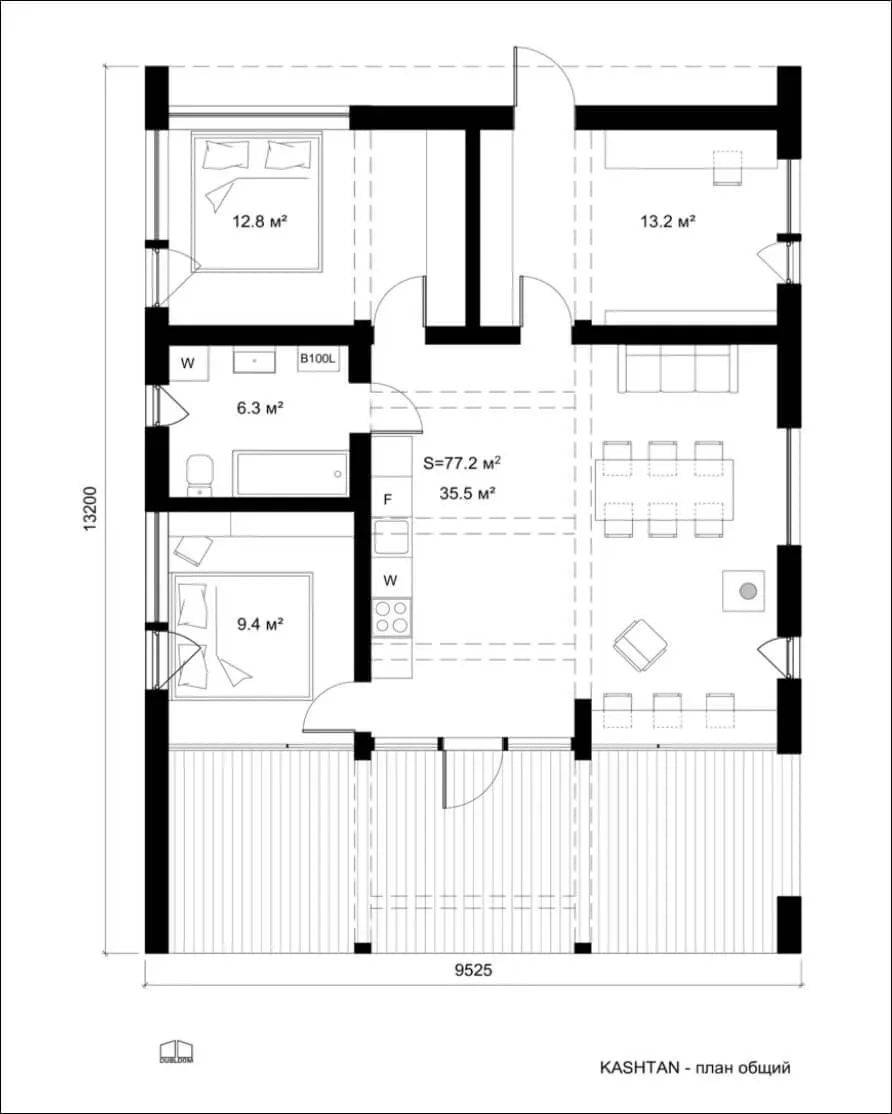 12.8 м²
13.2 м²
W
B100L
6.3 м²
S=77.2 м²
35.5 м²
F
13200
W
9.4 м²
9525
DUBLDOM
KASHTAN - план общий